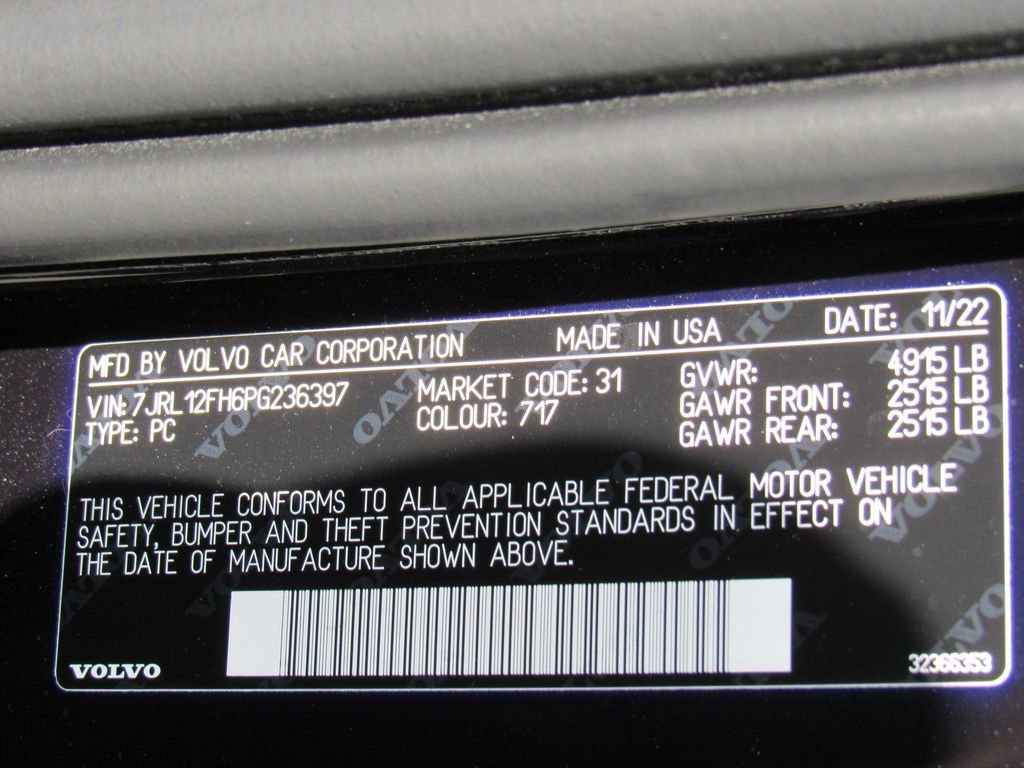 MFD BY VOLVO CAR CORPORATION MADE IN USA DATE: 11/22
VIN: 7JRL12FH6PG236397 MARKET CODE: 31 GVWR: 4915 LB
TYPE: PC COLOUR: 717 GAWR FRONT: 2515 LB
GAWR REAR: 2515 LB
THIS VEHICLE CONFORMS TO ALL APPLICABLE FEDERAL MOTOR VEHICLE
SAFETY, BUMPER AND THEFT PREVENTION STANDARDS IN EFFECT ON
THE DATE OF MANUFACTURE SHOWN ABOVE.
VOLVO 32366353